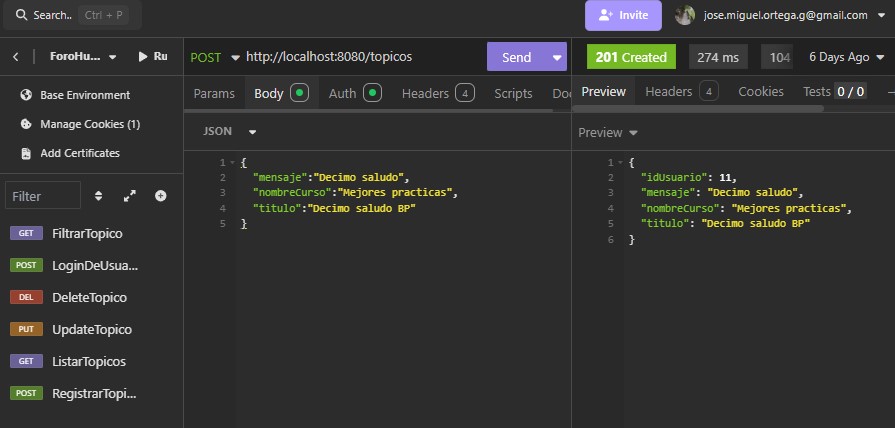 Search.. Ctrl + P
Invite jose.miguel.ortega.g@gmail.com
ForoHu... Ru
Base Environment
Manage Cookies (1)
Add Certificates
Filter
GET FiltrarTopico
POST LoginDeUsua...
DEL DeleteTopico
PUT UpdateTopico
GET ListarTopicos
POST RegistrarTopi...
POST http://localhost:8080/topicos Send
Params Body Auth Headers 4 Scripts Doc
JSON
1 {
2 "mensaje":"Decimo saludo",
3 "nombreCurso":"Mejores practicas",
4 "titulo":"Decimo saludo BP"
5 }
201 Created 274 ms 104 6 Days Ago
Preview Headers 4 Cookies Tests 0 / 0
Preview
1 {
2 "idUsuario": 11,
3 "mensaje": "Decimo saludo",
4 "nombreCurso": "Mejores practicas",
5 "titulo": "Decimo saludo BP"
6 }